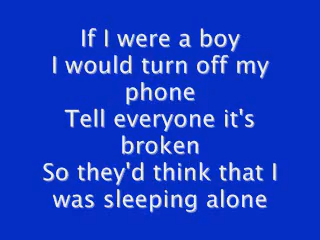 If I were a boy
I would turn off my
phone
Tell everyone it's
broken
So they'd think that I
was sleeping alone